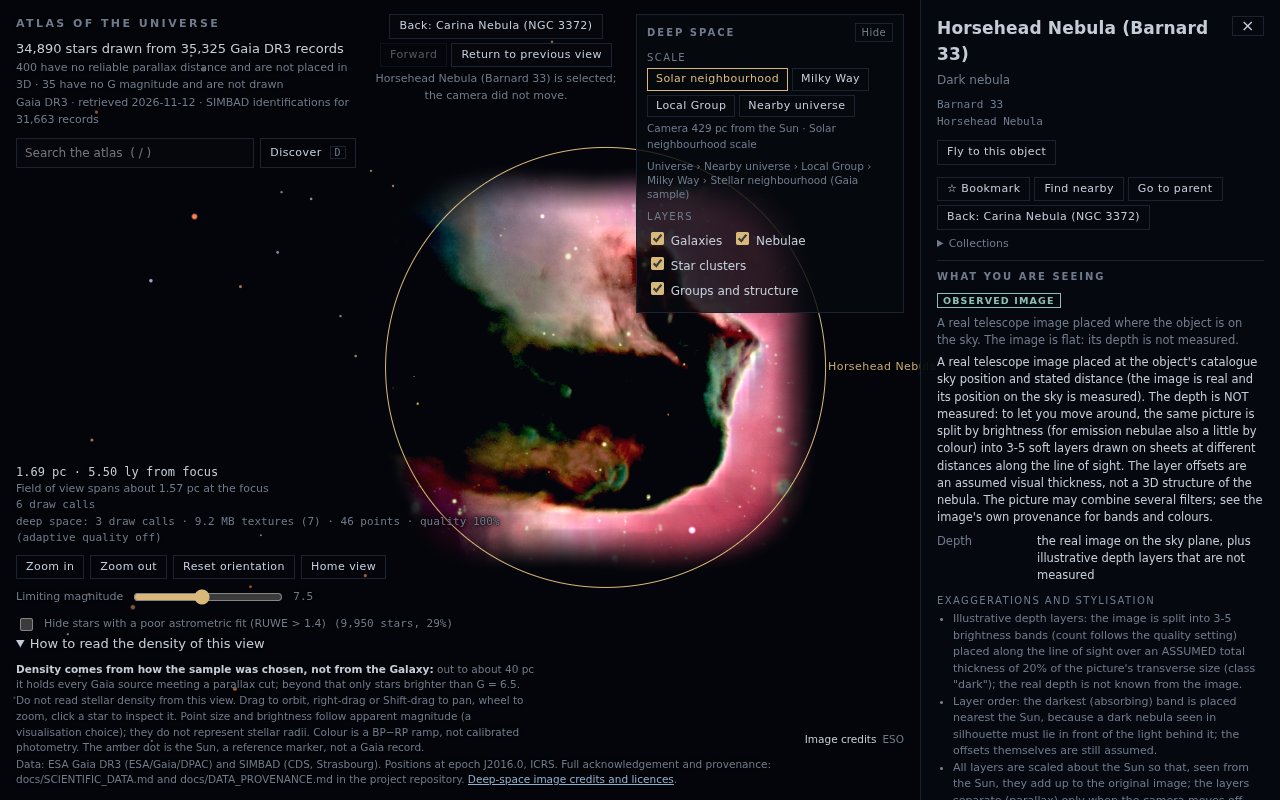 ATLAS OF THE UNIVERSE
34,890 stars drawn from 35,325 Gaia DR3 records
400 have no reliable parallax distance and are not placed in
3D · 35 have no G magnitude and are not drawn
Gaia DR3 · retrieved 2026-11-12 · SIMBAD identifications for
31,663 records
Search the atlas ( / )
Discover D
Back: Carina Nebula (NGC 3372)
Forward
Return to previous view
Horsehead Nebula (Barnard 33) is selected;
the camera did not move.
DEEP SPACE
Hide
SCALE
Solar neighbourhood
Milky Way
Local Group
Nearby universe
Camera 429 pc from the Sun · Solar
neighbourhood scale
Universe › Nearby universe › Local Group ›
Milky Way › Stellar neighbourhood (Gaia
sample)
LAYERS
Galaxies
Nebulae
Star clusters
Groups and structure
Horsehead Neb
1.69 pc · 5.50 ly from focus
Field of view spans about 1.57 pc at the focus
6 draw calls
deep space: 3 draw calls · 9.2 MB textures (7) · 46 points · quality 100%
(adaptive quality off)
Zoom in
Zoom out
Reset orientation
Home view
Limiting magnitude
7.5
Hide stars with a poor astrometric fit (RUWE > 1.4) (9,950 stars, 29%)
▼ How to read the density of this view
Density comes from how the sample was chosen, not from the Galaxy: out to about 40 pc
it holds every Gaia source meeting a parallax cut; beyond that only stars brighter than G = 6.5.
Do not read stellar density from this view. Drag to orbit, right-drag or Shift-drag to pan, wheel to
zoom, click a star to inspect it. Point size and brightness follow apparent magnitude (a
visualisation choice); they do not represent stellar radii. Colour is a BP−RP ramp, not calibrated
photometry. The amber dot is the Sun, a reference marker, not a Gaia record.
Data: ESA Gaia DR3 (ESA/Gaia/DPAC) and SIMBAD (CDS, Strasbourg). Positions at epoch J2016.0, ICRS. Full acknowledgement and provenance:
docs/SCIENTIFIC_DATA.md and docs/DATA_PROVENANCE.md in the project repository. Deep-space image credits and licences.
Image credits ESO
Horsehead Nebula (Barnard
33)
×
Dark nebula
Barnard 33
Horsehead Nebula
Fly to this object
☆ Bookmark
Find nearby
Go to parent
Back: Carina Nebula (NGC 3372)
▶ Collections
WHAT YOU ARE SEEING
OBSERVED IMAGE
A real telescope image placed where the object is on
the sky. The image is flat: its depth is not measured.
A real telescope image placed at the object's catalogue
sky position and stated distance (the image is real and
its position on the sky is measured). The depth is NOT
measured: to let you move around, the same picture is
split by brightness (for emission nebulae also a little by
colour) into 3-5 soft layers drawn on sheets at different
distances along the line of sight. The layer offsets are
an assumed visual thickness, not a 3D structure of the
nebula. The picture may combine several filters; see the
image's own provenance for bands and colours.
Depth
the real image on the sky plane, plus
illustrative depth layers that are not
measured
EXAGGERATIONS AND STYLISATION
• Illustrative depth layers: the image is split into 3-5
brightness bands (count follows the quality setting)
placed along the line of sight over an ASSUMED total
thickness of 20% of the picture's transverse size (class
"dark"); the real depth is not known from the image.
• Layer order: the darkest (absorbing) band is placed
nearest the Sun, because a dark nebula seen in
silhouette must lie in front of the light behind it; the
offsets themselves are still assumed.
• All layers are scaled about the Sun so that, seen from
the Sun, they add up to the original image; the layers
separate (parallax) only when the camera moves off